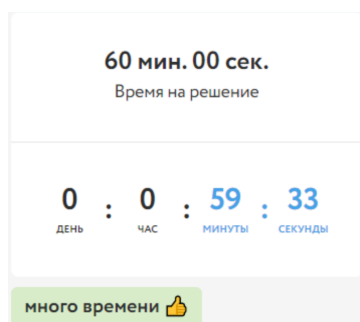 60 мин. 00 сек.
Время на решение
0 : 0 : 59 : 33
ДЕНЬ ЧАС МИНУТЫ СЕКУНДЫ
много времени 👍